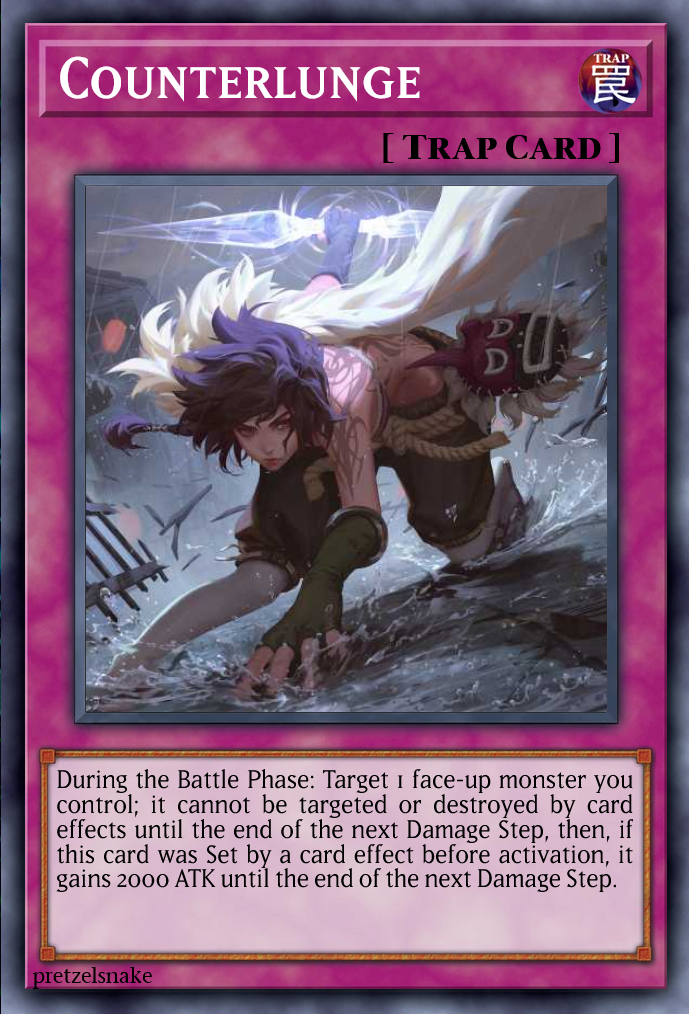 COUNTERLUNGE
TRAP
罠
[ TRAP CARD ]
D
D
During the Battle Phase: Target 1 face-up monster you
control; it cannot be targeted or destroyed by card
effects until the end of the next Damage Step, then, if
this card was Set by a card effect before activation, it
gains 2000 ATK until the end of the next Damage Step.
pretzelsnake